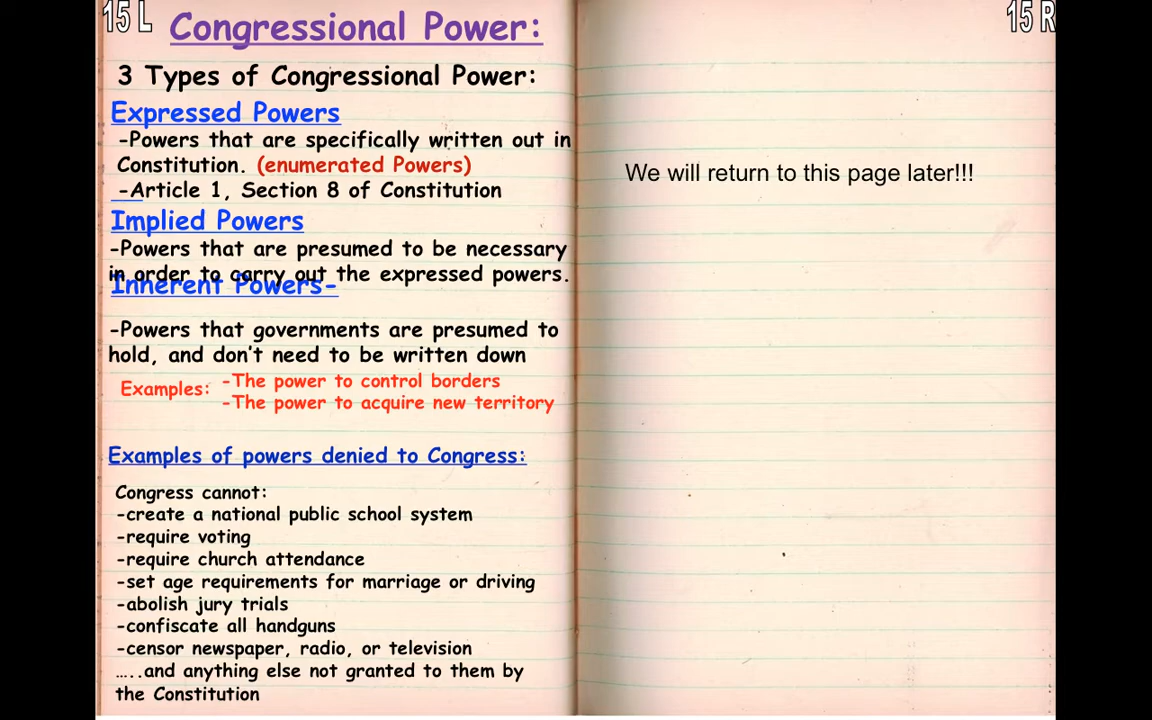 15 L
Congressional Power:
3 Types of Congressional Power:
Expressed Powers
-Powers that are specifically written out in
Constitution. (enumerated Powers)
-Article 1, Section 8 of Constitution
Implied Powers
-Powers that are presumed to be necessary
in order to carry out the expressed powers.
Inherent Powers-
-Powers that governments are presumed to
hold, and don't need to be written down
Examples: -The power to control borders
-The power to acquire new territory
Examples of powers denied to Congress:
Congress cannot:
-create a national public school system
-require voting
-require church attendance
-set age requirements for marriage or driving
-abolish jury trials
-confiscate all handguns
-censor newspaper, radio, or television
.....and anything else not granted to them by
the Constitution
15 R
We will return to this page later!!!